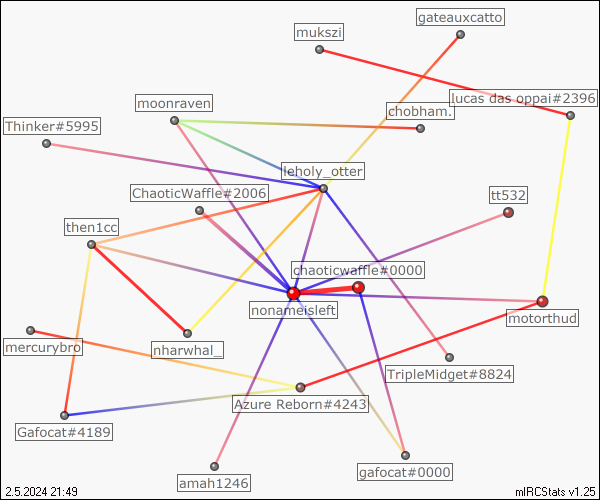 gateauxcatto
mukszi
lucas das oppai#2396
moonraven
chobham.
Thinker#5995
leholy_otter
ChaoticWaffle#2006
tt532
then1cc
chaoticwaffle#0000
nonameisleft
motorthud
mercurybro
nharwhal_
TripleMidget#8824
Azure Reborn#4243
Gafocat#4189
gafocat#0000
amah1246
2.5.2024 21:49
mIRCStats v1.25